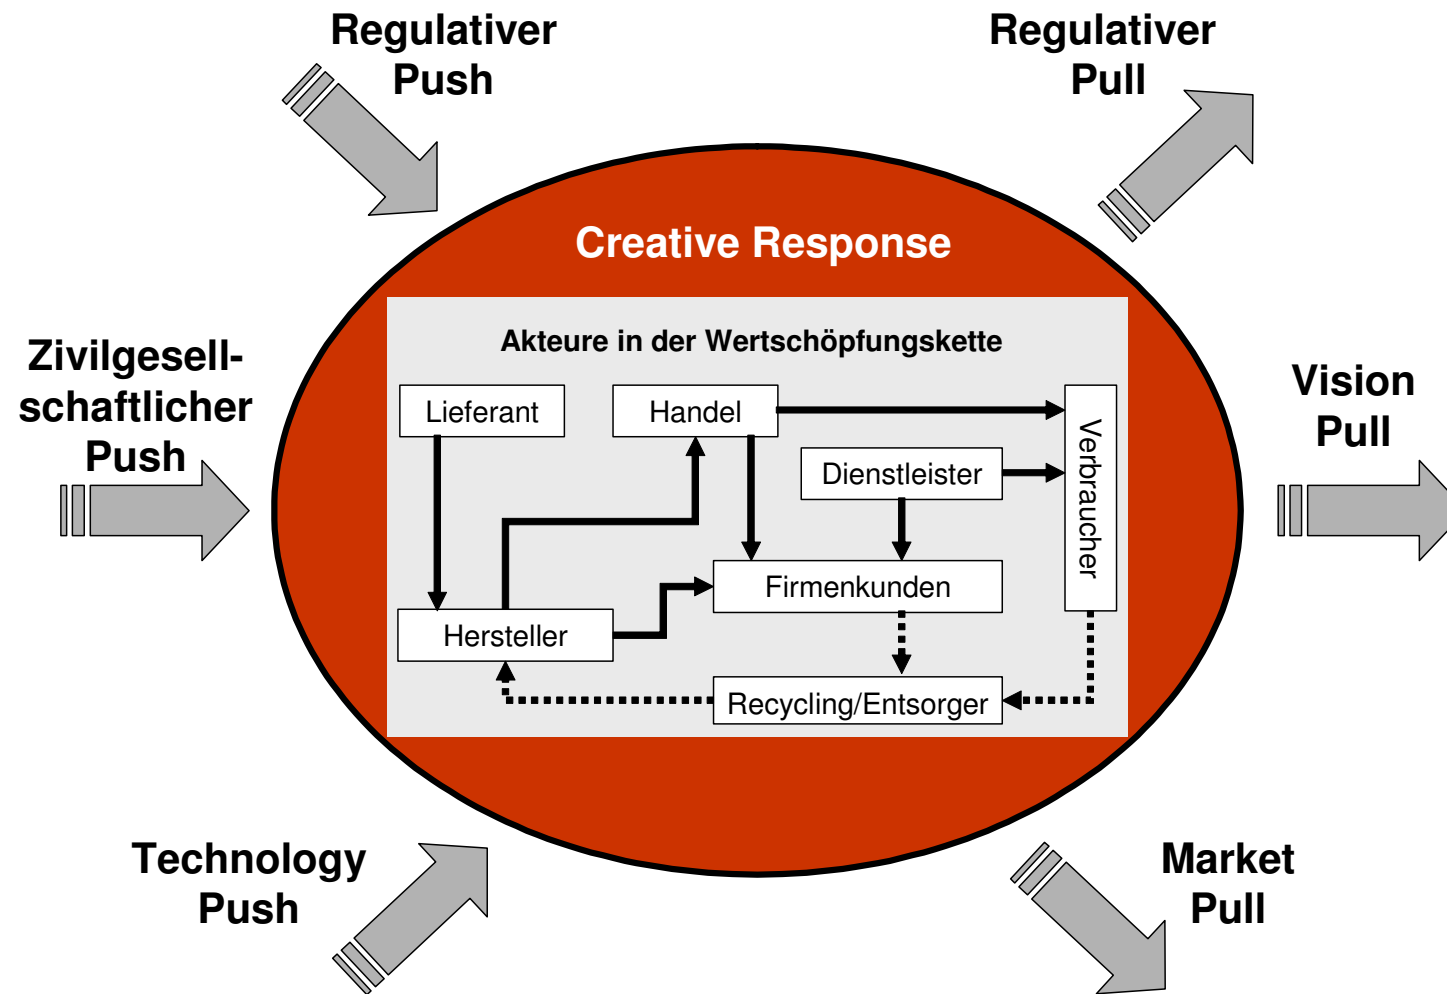 Regulativer
Push
Regulativer
Pull
Creative Response
Zivilgesell-
schaftlicher
Push
Vision
Pull
Akteure in der Wertschöpfungskette
Lieferant
Handel
Dienstleister
Verbraucher
Firmenkunden
Hersteller
Recycling/Entsorger
Technology
Push
Market
Pull